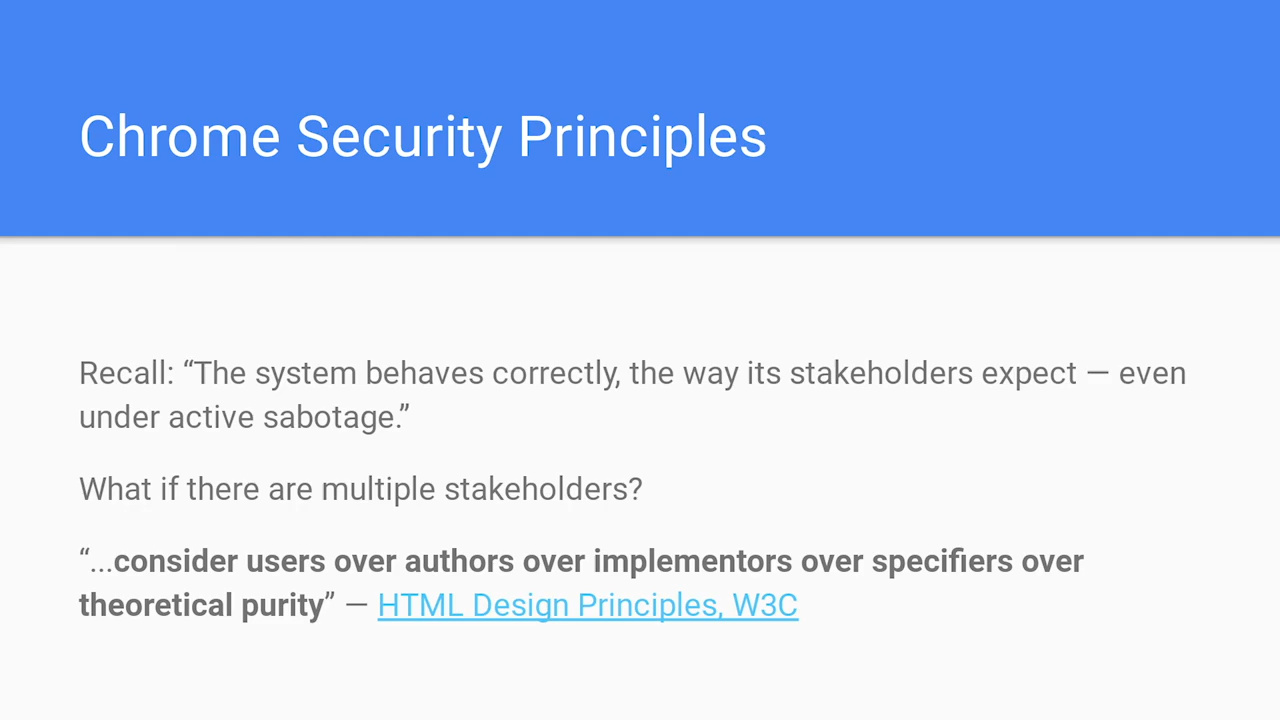 Chrome Security Principles
Recall: “The system behaves correctly, the way its stakeholders expect — even
under active sabotage.”
What if there are multiple stakeholders?
“...consider users over authors over implementors over specifiers over
theoretical purity” — HTML Design Principles, W3C